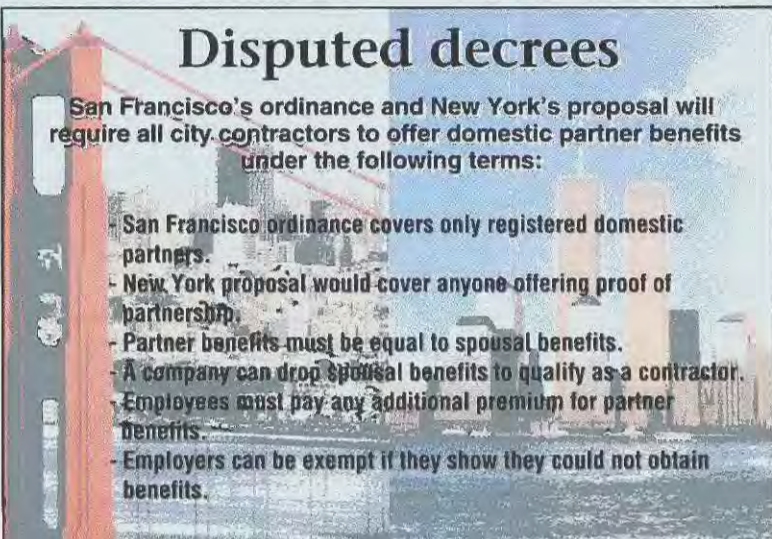 Disputed decrees
San Francisco's ordinance and New York's proposal will
require all city contractors to offer domestic partner benefits
under the following terms:
- San Francisco ordinance covers only registered domestic
partners.
- New York proposal would cover anyone offering proof of
partnership.
- Partner benefits must be equal to spousal benefits.
- A company can drop spousal benefits to qualify as a contractor.
- Employees must pay any additional premium for partner
benefits.
- Employers can be exempt if they show they could not obtain
benefits.